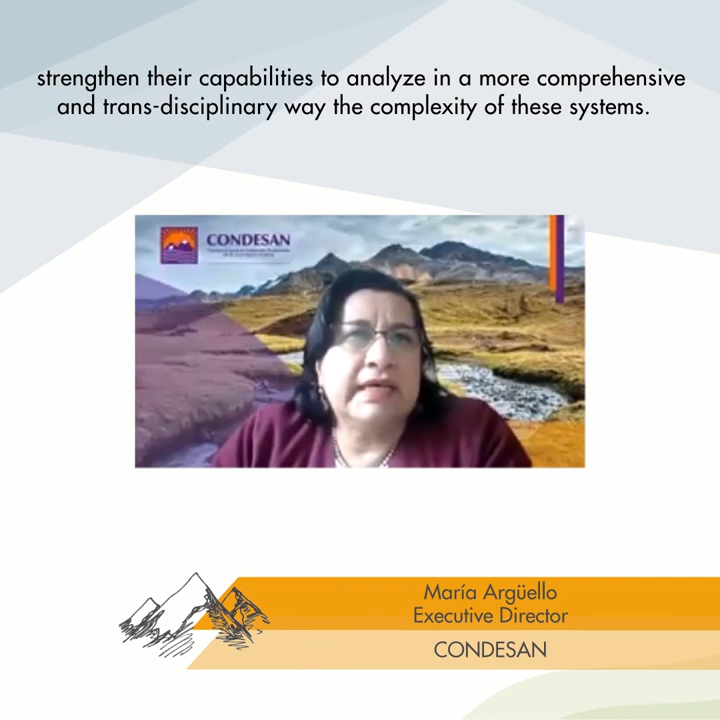 strengthen their capabilities to analyze in a more comprehensive
and trans-disciplinary way the complexity of these systems.
CONDESAN
María Argüello
Executive Director
CONDESAN